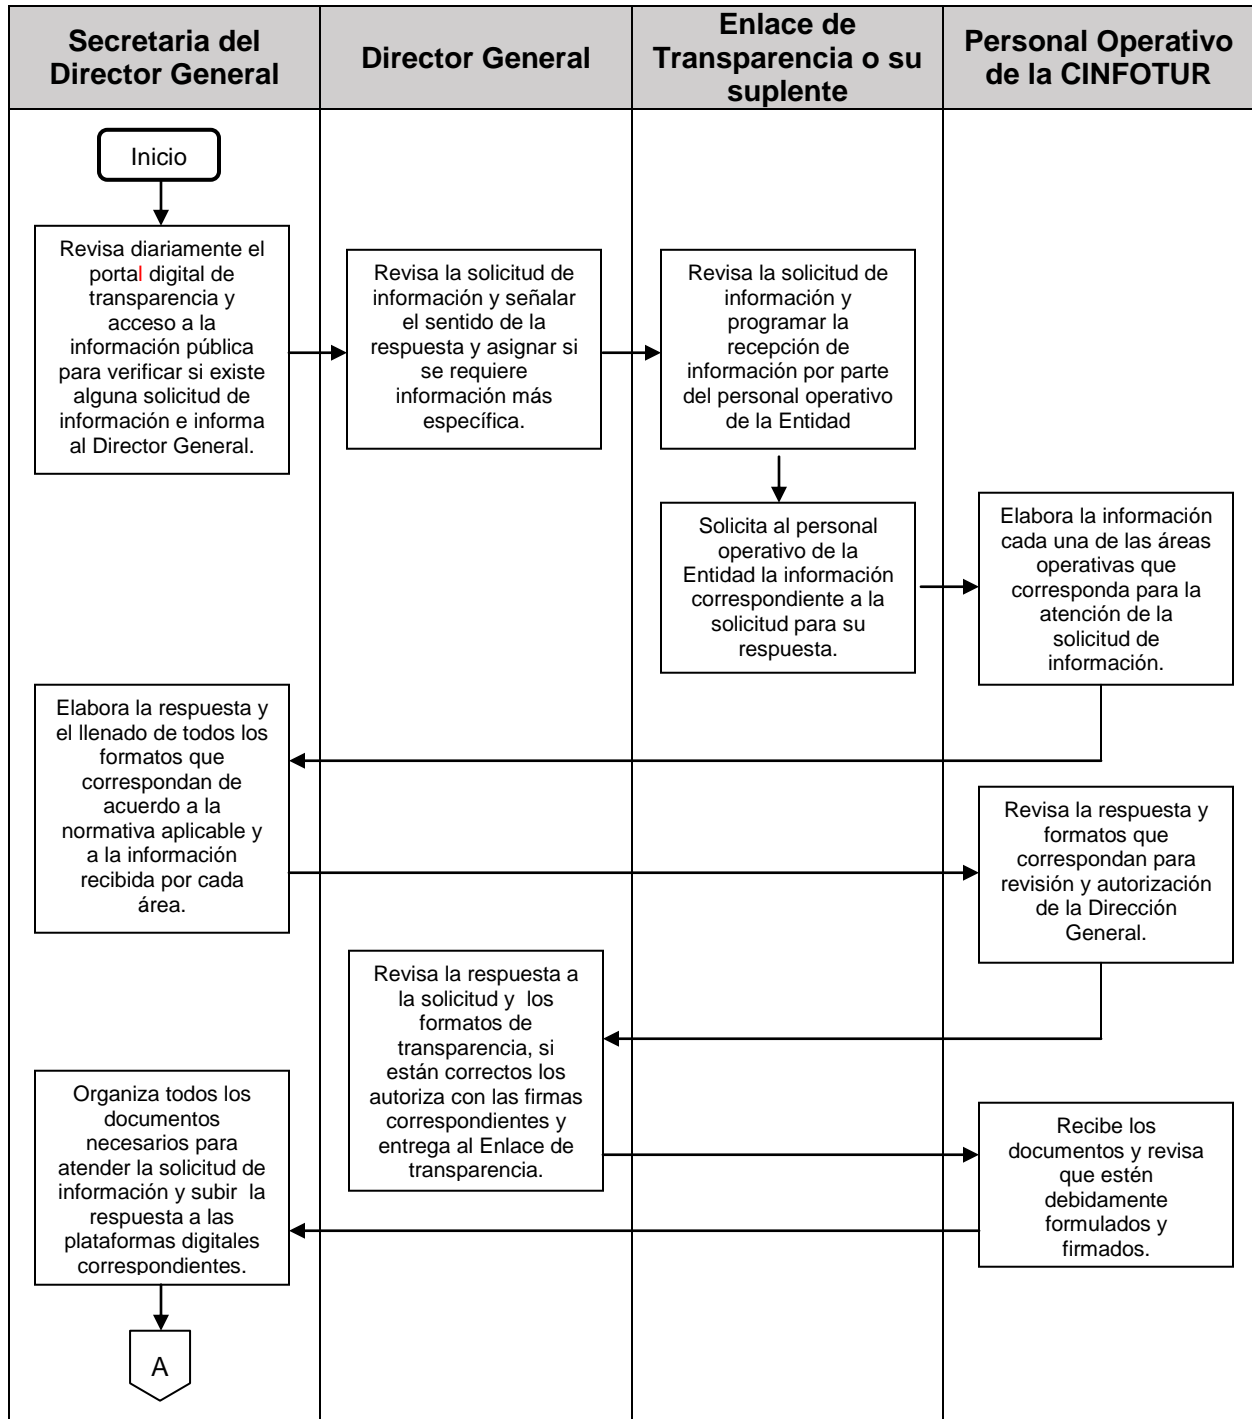 Secretaria del
Director General
Director General
Enlace de
Transparencia o su
suplente
Personal Operativo
de la CINFOTUR
Inicio
Revisa diariamente el
portal digital de
transparencia y
acceso a la
información pública
para verificar si existe
alguna solicitud de
información e informa
al Director General.
Revisa la solicitud de
información y señalar
el sentido de la
respuesta y asignar si
se requiere
información más
específica.
Revisa la solicitud de
información y
programar la
recepción de
información por parte
del personal operativo
de la Entidad
Solicita al personal
operativo de la
Entidad la información
correspondiente a la
solicitud para su
respuesta.
Elabora la información
cada una de las áreas
operativas que
corresponda para la
atención de la
solicitud de
información.
Elabora la respuesta y
el llenado de todos los
formatos que
correspondan de
acuerdo a la
normativa aplicable y
a la información
recibida por cada
área.
Revisa la respuesta y
formatos que
correspondan para
revisión y autorización
de la Dirección
General.
Revisa la respuesta a
la solicitud y los
formatos de
transparencia, si
están correctos los
autoriza con las firmas
correspondientes y
entrega al Enlace de
transparencia.
Recibe los
documentos y revisa
que estén
debidamente
formulados y
firmados.
Organiza todos los
documentos
necesarios para
atender la solicitud de
información y subir la
respuesta a las
plataformas digitales
correspondientes.
A